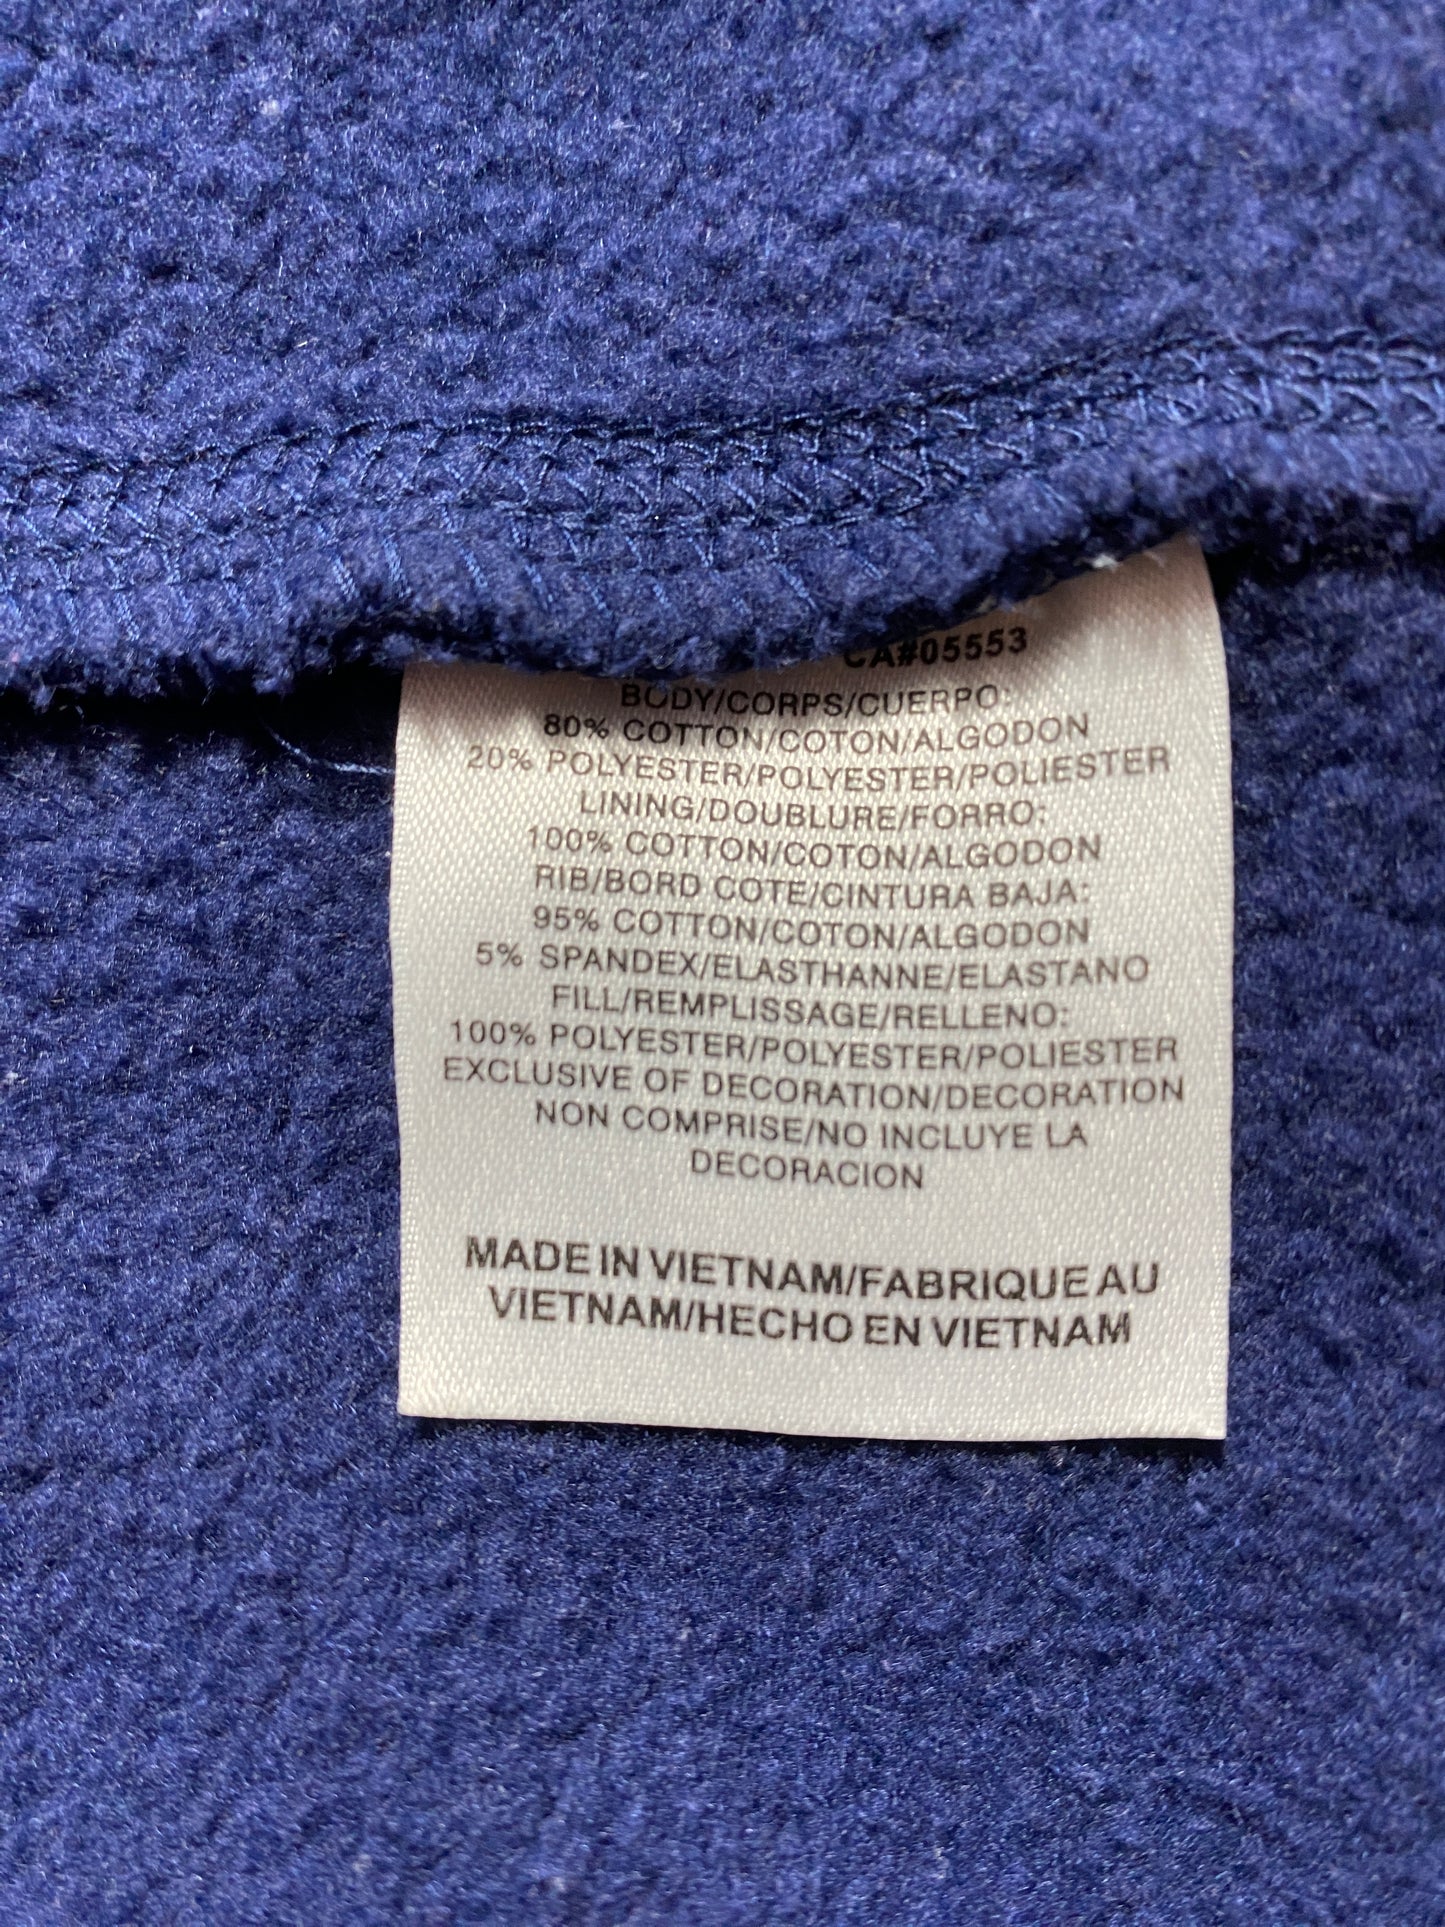 CA#05553
BODY/CORPS/CUERPO:
80% COTTON/COTON/ALGODON
20% POLYESTER/POLYESTER/POLIESTER
LINING/DOUBLURE/FORRO:
100% COTTON/COTON/ALGODON
RIB/BORD COTE/CINTURA BAJA:
95% COTTON/COTON/ALGODON
5% SPANDEX/ELASTHANNE/ELASTANO
FILL/REMPLISSAGE/RELLENO:
100% POLYESTER/POLYESTER/POLIESTER
EXCLUSIVE OF DECORATION/DECORATION
NON COMPRISE/NO INCLUYE LA
DECORACION
MADE IN VIETNAM/FABRIQUE AU
VIETNAM/HECHO EN VIETNAM